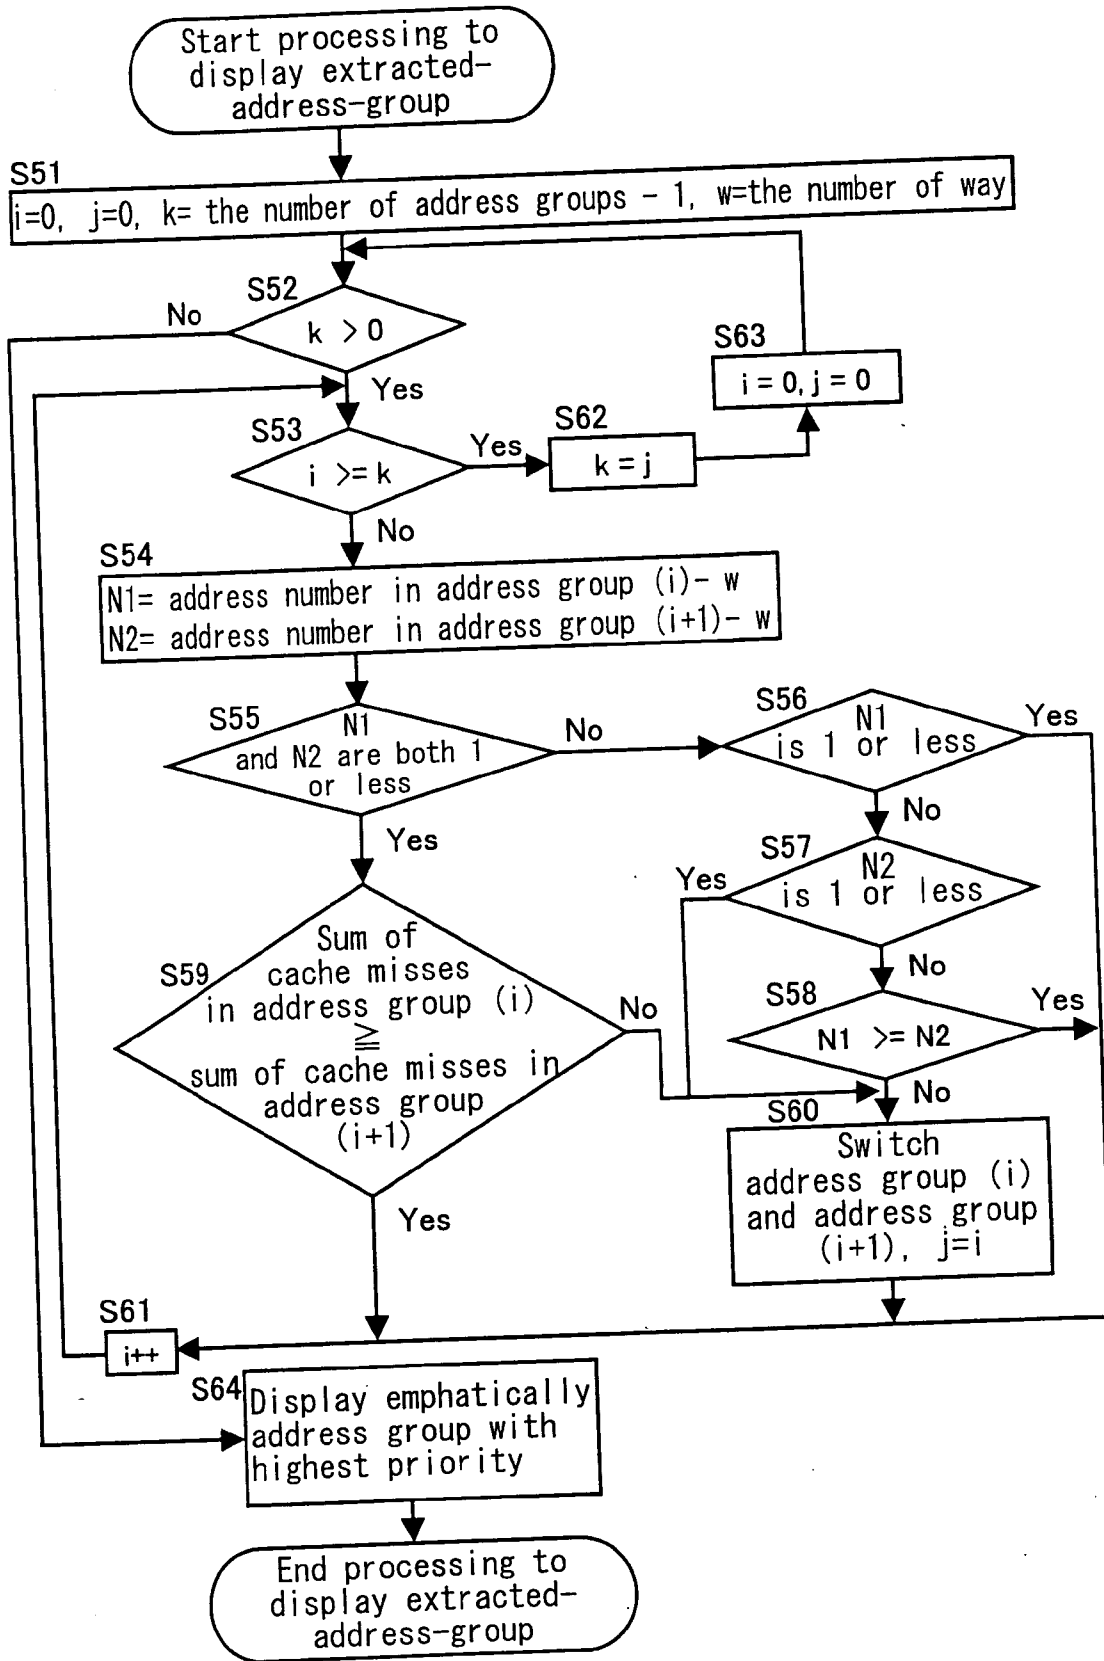 Start processing to
display extracted-
address-group
S51
i=0, j=0, k= the number of address groups - 1, w=the number of way
S52
No
k >0
Yes
S63
i = 0, j = 0
S53
Yes
S62
i >= k
k = j
No
S54
N1= address number in address group (i)- w
N2= address number in address group (i+1)- w
S55
N1
and N2 are both 1
or less
No
Yes
S56
N1
is 1 or less
Yes
No
S57
Yes
N2
is 1 or less
No
S59
Sum of
cache misses
in address group (i)
≧
sum of cache misses in
address group
(i+1)
No
Yes
S58
Yes
N1 >= N2
No
S60
Switch
address group (i)
and address group
(i+1), j=i
S61
i++
S64
Display emphatically
address group with
highest priority
End processing to
display extracted-
address-group